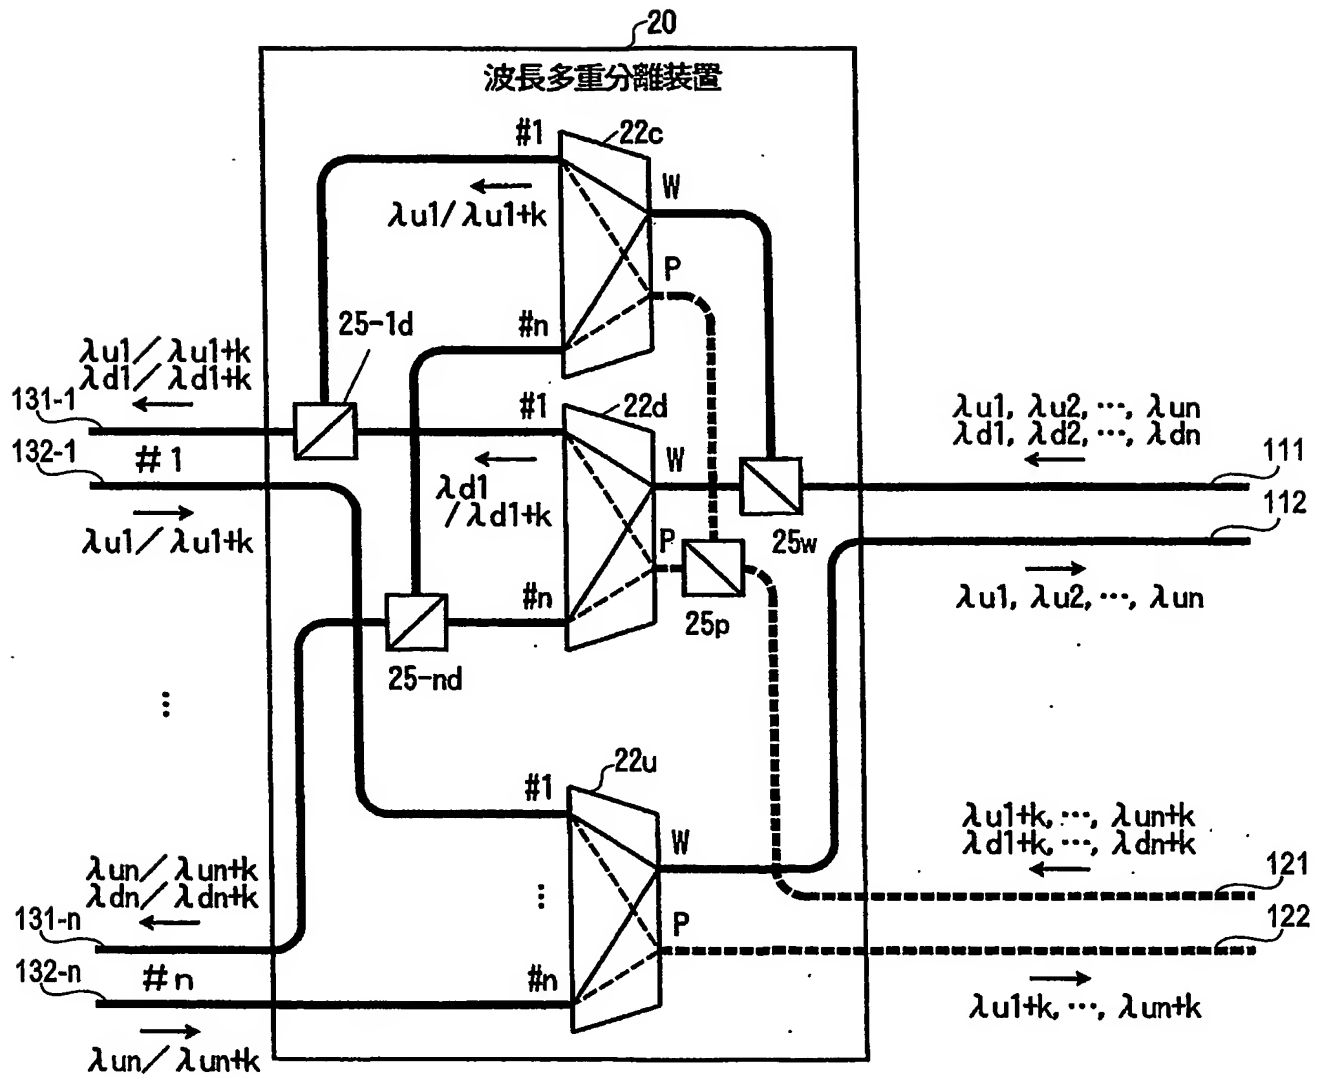 20
波長多重分離装置
#1
22c
W
λu1/λu1+k
P
#n
25-1d
λu1/λu1+k
λd1/λd1+k
131-1
132-1
#1
λu1/λu1+k
#1
22d
W
λd1
/λd1+k
P
#n
25w
25p
25-nd
λu1, λu2, ⋯, λun
λd1, λd2, ⋯, λdn
111
112
λu1, λu2, ⋯, λun
⋮
#1
22u
W
⋮
P
#n
λun/λun+k
λdn/λdn+k
131-n
132-n
#n
λun/λun+k
λu1+k, ⋯, λun+k
λd1+k, ⋯, λdn+k
121
122
λu1+k, ⋯, λun+k